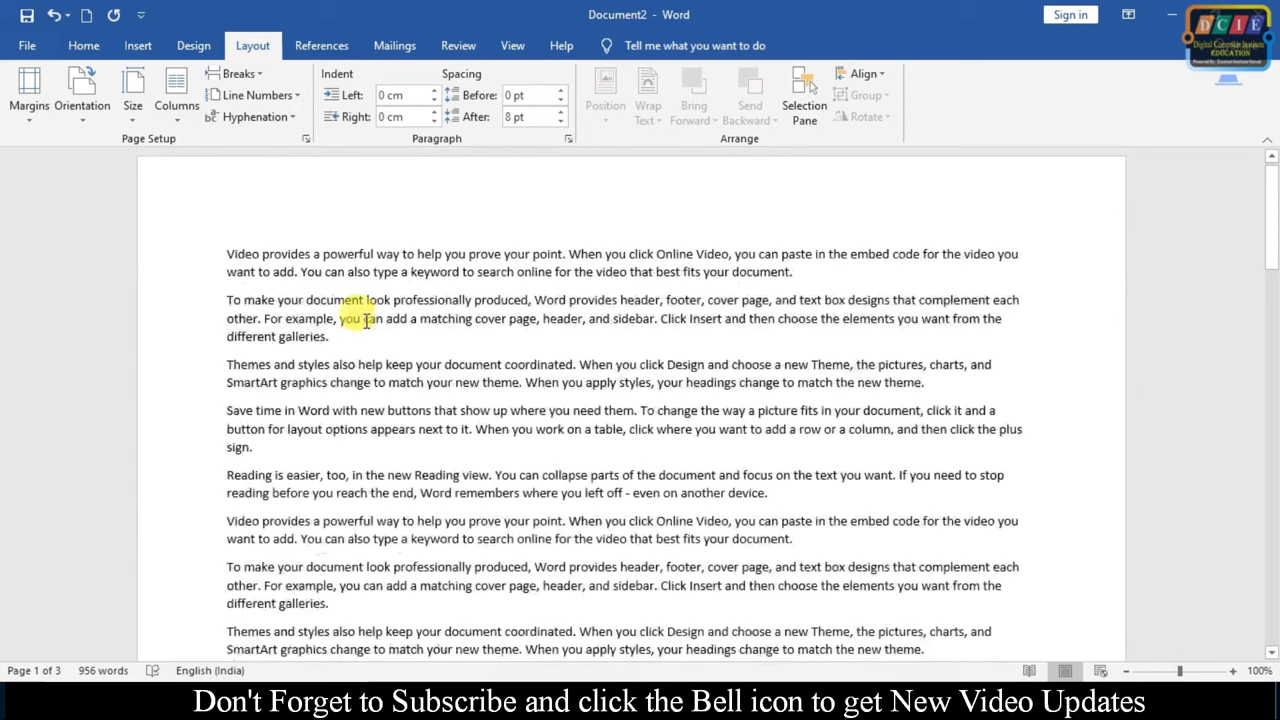 Document2 - Word
Sign in
File Home Insert Design Layout References Mailings Review View Help Tell me what you want to do
DCIE
EDUCATION
Margins
Orientation
Size
Columns
Breaks
Line Numbers
Hyphenation
Page Setup
Indent
Left: 0 cm
Right: 0 cm
Spacing
Before: 0 pt
After: 8 pt
Paragraph
Position
Wrap
Text
Bring
Forward
Send
Backward
Selection
Pane
Align
Group
Rotate
Arrange
Video provides a powerful way to help you prove your point. When you click Online Video, you can paste in the embed code for the video you
want to add. You can also type a keyword to search online for the video that best fits your document.
To make your document look professionally produced, Word provides header, footer, cover page, and text box designs that complement each
other. For example, you can add a matching cover page, header, and sidebar. Click Insert and then choose the elements you want from the
different galleries.
Themes and styles also help keep your document coordinated. When you click Design and choose a new Theme, the pictures, charts, and
SmartArt graphics change to match your new theme. When you apply styles, your headings change to match the new theme.
Save time in Word with new buttons that show up where you need them. To change the way a picture fits in your document, click it and a
button for layout options appears next to it. When you work on a table, click where you want to add a row or a column, and then click the plus
sign.
Reading is easier, too, in the new Reading view. You can collapse parts of the document and focus on the text you want. If you need to stop
reading before you reach the end, Word remembers where you left off - even on another device.
Video provides a powerful way to help you prove your point. When you click Online Video, you can paste in the embed code for the video you
want to add. You can also type a keyword to search online for the video that best fits your document.
To make your document look professionally produced, Word provides header, footer, cover page, and text box designs that complement each
other. For example, you can add a matching cover page, header, and sidebar. Click Insert and then choose the elements you want from the
different galleries.
Themes and styles also help keep your document coordinated. When you click Design and choose a new Theme, the pictures, charts, and
SmartArt graphics change to match your new theme. When you apply styles, your headings change to match the new theme.
Page 1 of 3 956 words English (India) 100%
Don't Forget to Subscribe and click the Bell icon to get New Video Updates